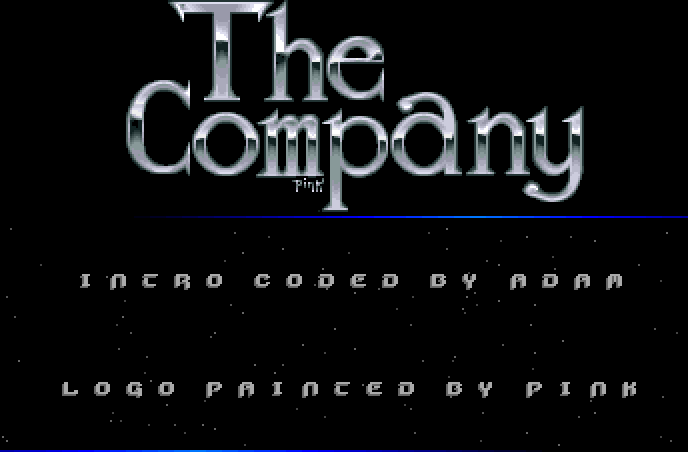 The
Company
Pink
INTRO CODED BY ADAM
LOGO PAINTED BY PINK